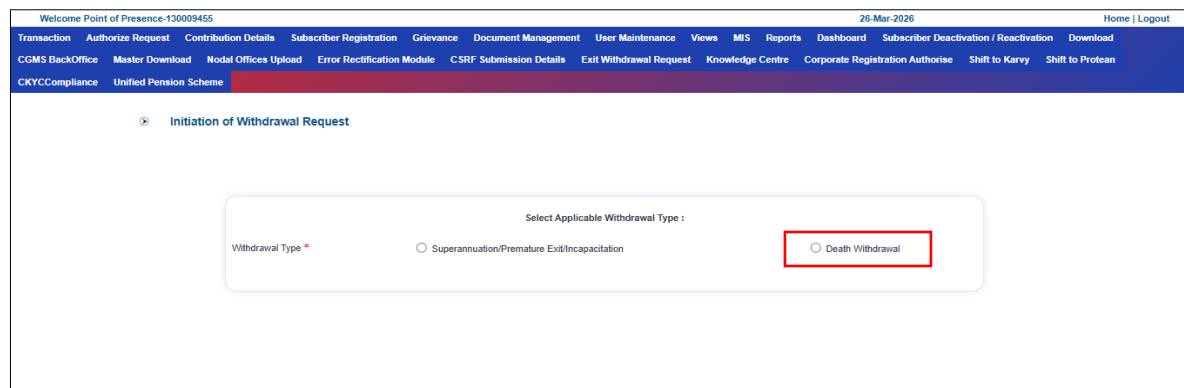 Welcome Point of Presence-130009455 26-Mar-2026 Home | Logout
Transaction Authorize Request Contribution Details Subscriber Registration Grievance Document Management User Maintenance Views MIS Reports Dashboard Subscriber Deactivation / Reactivation Download
CGMS BackOffice Master Download Nodal Offices Upload Error Rectification Module CSRF Submission Details Exit Withdrawal Request Knowledge Centre Corporate Registration Authorise Shift to Karvy Shift to Protean
CKYCCompliance Unified Pension Scheme
Initiation of Withdrawal Request
Select Applicable Withdrawal Type :
Withdrawal Type * Superannuation/Premature Exit/Incapacitation Death Withdrawal